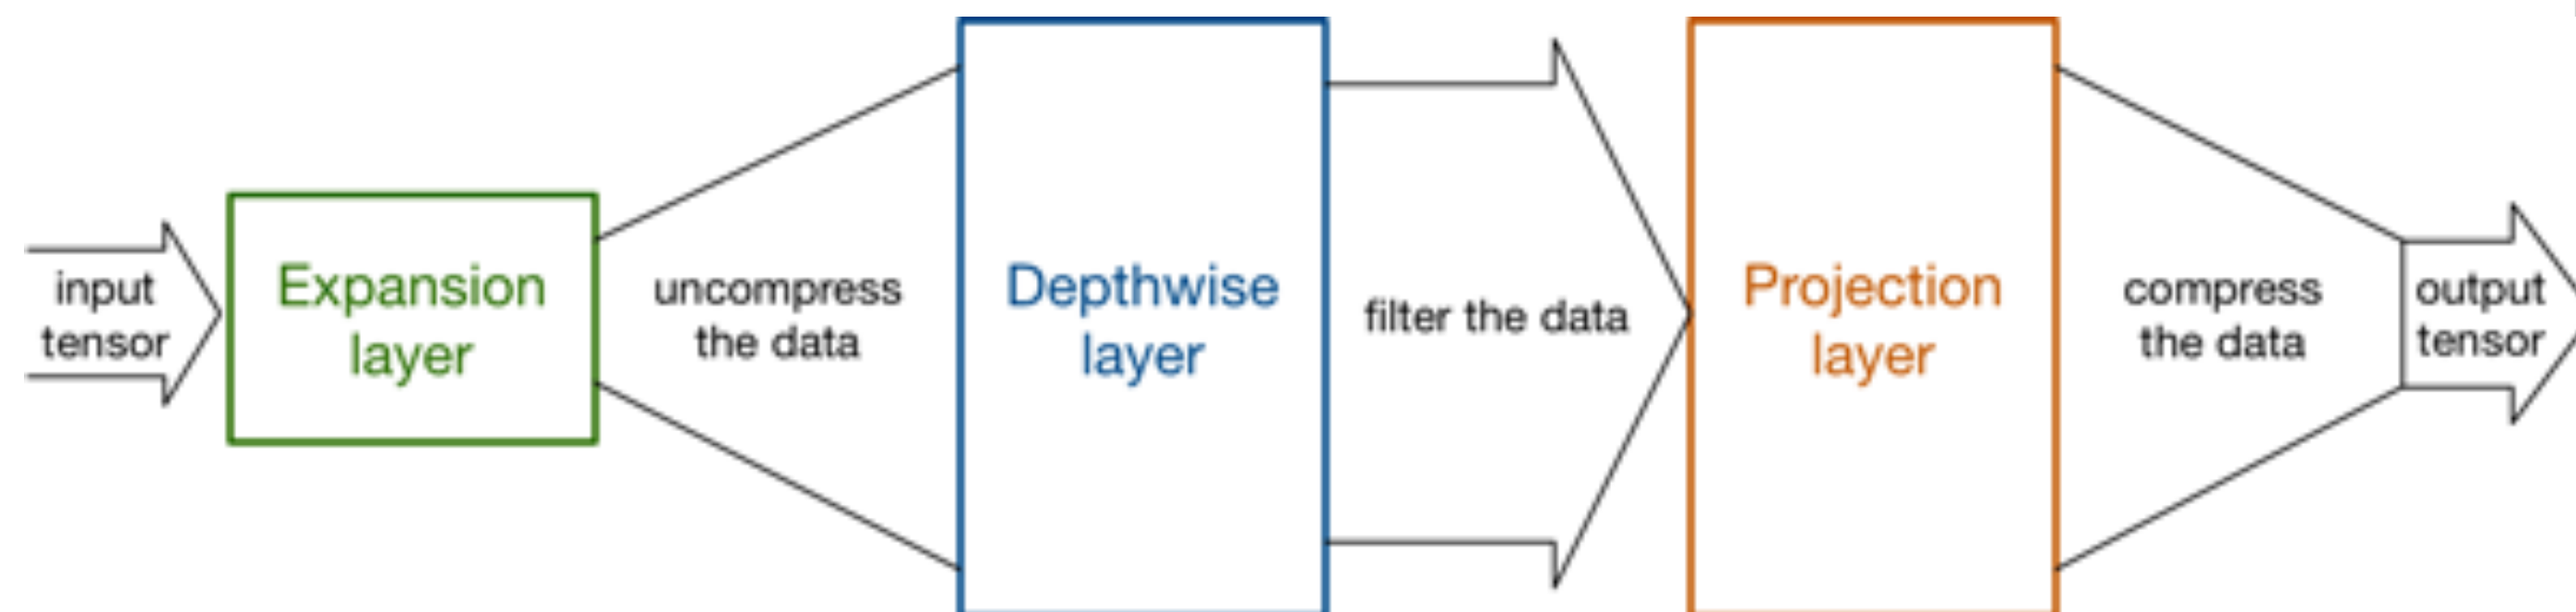 input
tensor
Expansion
layer
uncompress
the data
Depthwise
layer
filter the data
Projection
layer
compress
the data
output
tensor